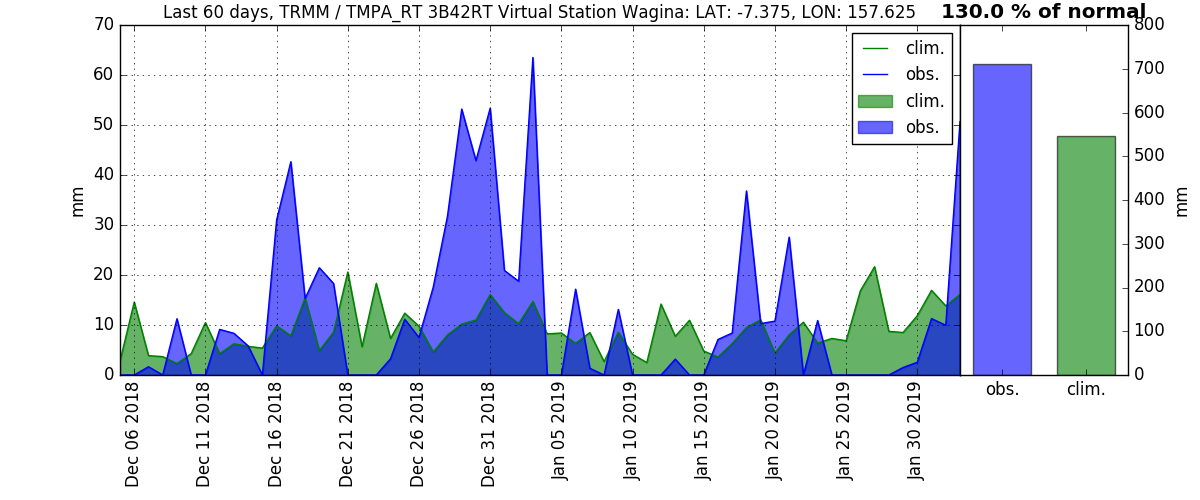 Last 60 days, TRMM / TMPA_RT 3B42RT Virtual Station Wagina: LAT: -7.375, LON: 157.625
130.0 % of normal
70
60
50
40
30
20
10
0
mm
clim.
obs.
clim.
obs.
800
700
600
500
400
300
200
100
0
mm
Dec 06 2018
Dec 11 2018
Dec 16 2018
Dec 21 2018
Dec 26 2018
Dec 31 2018
Jan 05 2019
Jan 10 2019
Jan 15 2019
Jan 20 2019
Jan 25 2019
Jan 30 2019
obs.
clim.